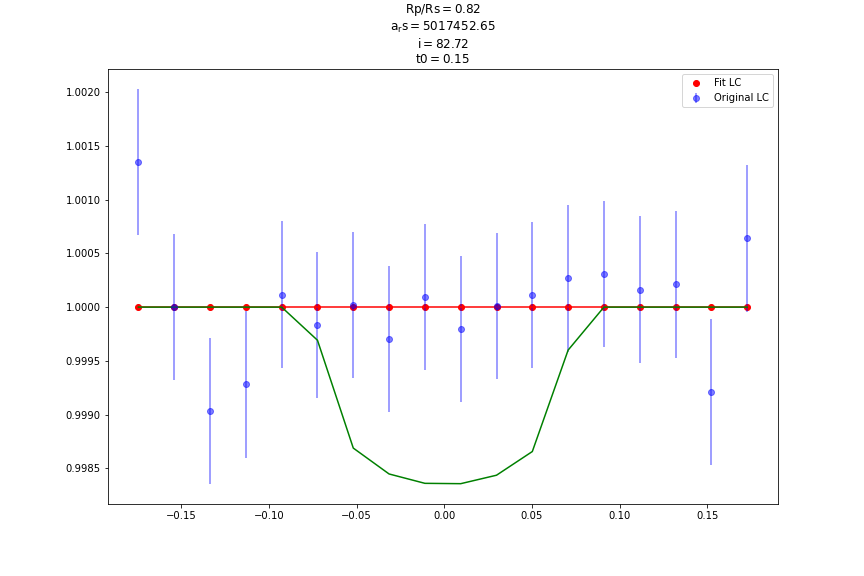 Rp/Rs = 0.82
aᵣs = 5017452.65
i = 82.72
t0 = 0.15
Fit LC
Original LC
1.0020
1.0015
1.0010
1.0005
1.0000
0.9995
0.9990
0.9985
−0.15
−0.10
−0.05
0.00
0.05
0.10
0.15